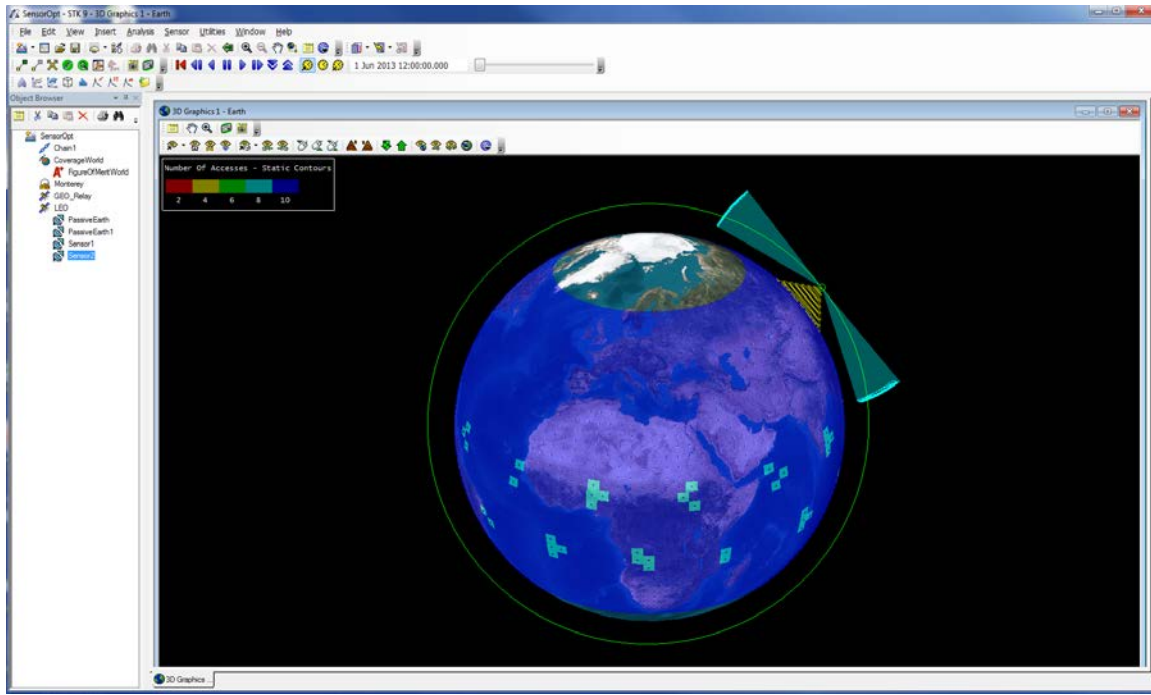 SensorOpt - STK 9 - 3D Graphics 1 - Earth
File Edit View Insert Analysis Sensor Utilities Window Help
1 Jun 2013 12:00:00.000
Object Browser
SensorOpt
Chain1
CoverageWorld
FigureOfMeritWorld
Monterey
GEO_Relay
LEO
PassiveEarth
PassiveEarth1
Sensor1
Sensor2
3D Graphics 1 - Earth
Number Of Accesses - Static Contours
2 4 6 8 10
3D Graphics ...